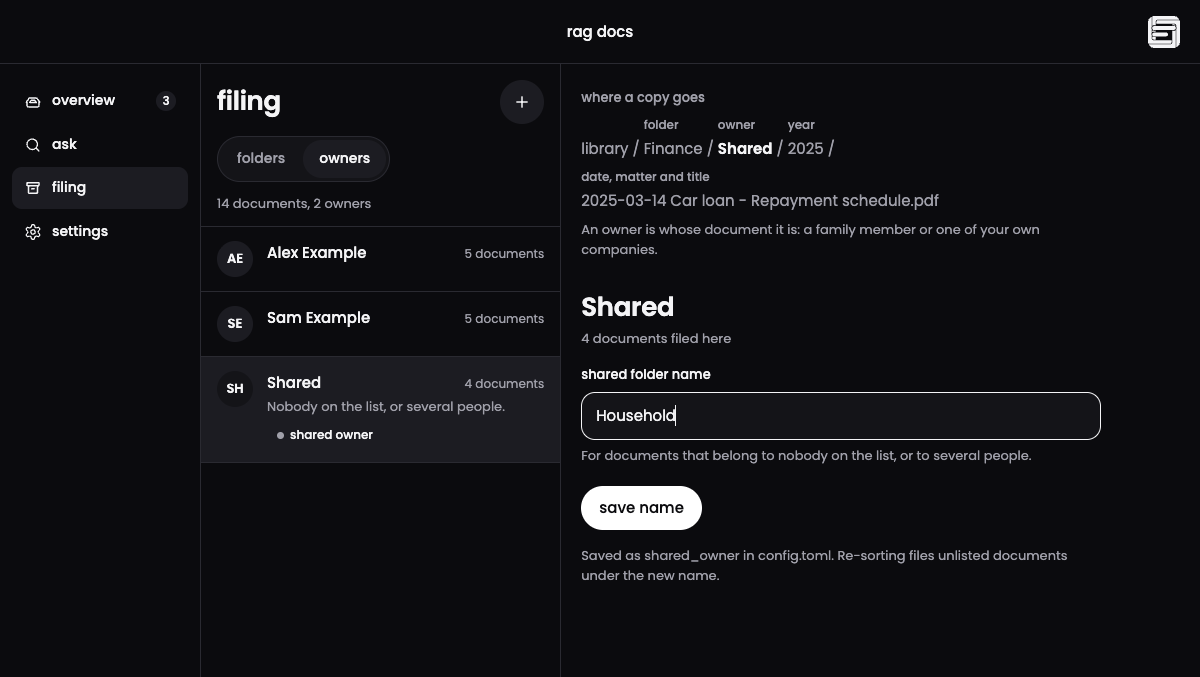 rag docs
overview 3
ask
filing
settings
filing
+
folders owners
14 documents, 2 owners
AE Alex Example 5 documents
SE Sam Example 5 documents
SH Shared 4 documents
Nobody on the list, or several people.
shared owner
where a copy goes
folder owner year
library / Finance / Shared / 2025 /
date, matter and title
2025-03-14 Car loan - Repayment schedule.pdf
An owner is whose document it is: a family member or one of your own
companies.
Shared
4 documents filed here
shared folder name
Household
For documents that belong to nobody on the list, or to several people.
save name
Saved as shared_owner in config.toml. Re-sorting files unlisted documents
under the new name.